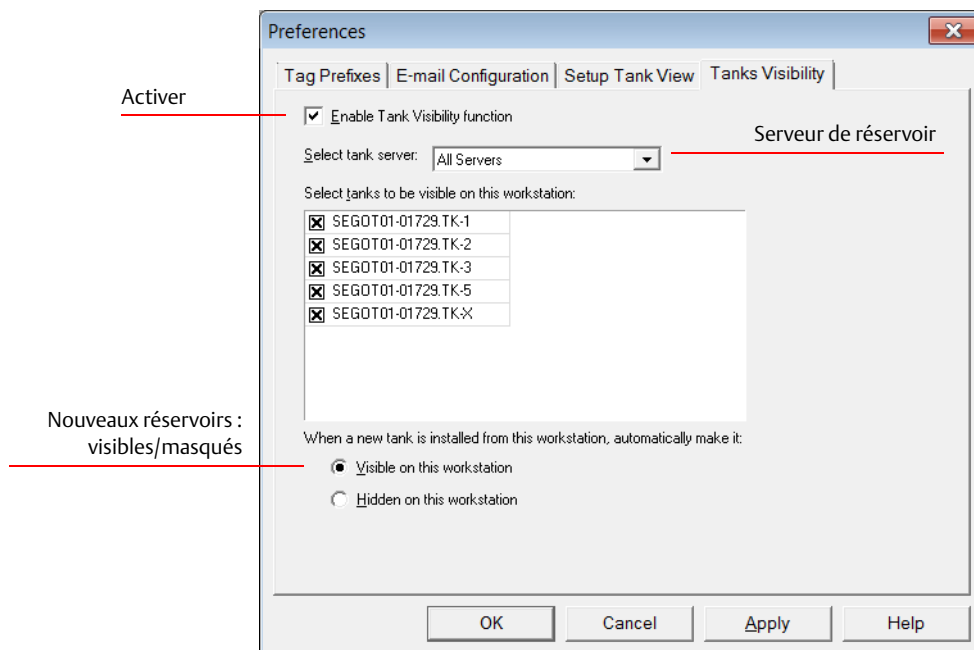 Preferences
Tag Prefixes
E-mail Configuration
Setup Tank View
Tanks Visibility
Activer
Enable Tank Visibility function
Serveur de réservoir
Select tank server:
All Servers
Select tanks to be visible on this workstation:
SEGOT01-01729.TK-1
SEGOT01-01729.TK-2
SEGOT01-01729.TK-3
SEGOT01-01729.TK-5
SEGOT01-01729.TK-X
Nouveaux réservoirs :
visibles/masqués
When a new tank is installed from this workstation, automatically make it:
Visible on this workstation
Hidden on this workstation
OK
Cancel
Apply
Help